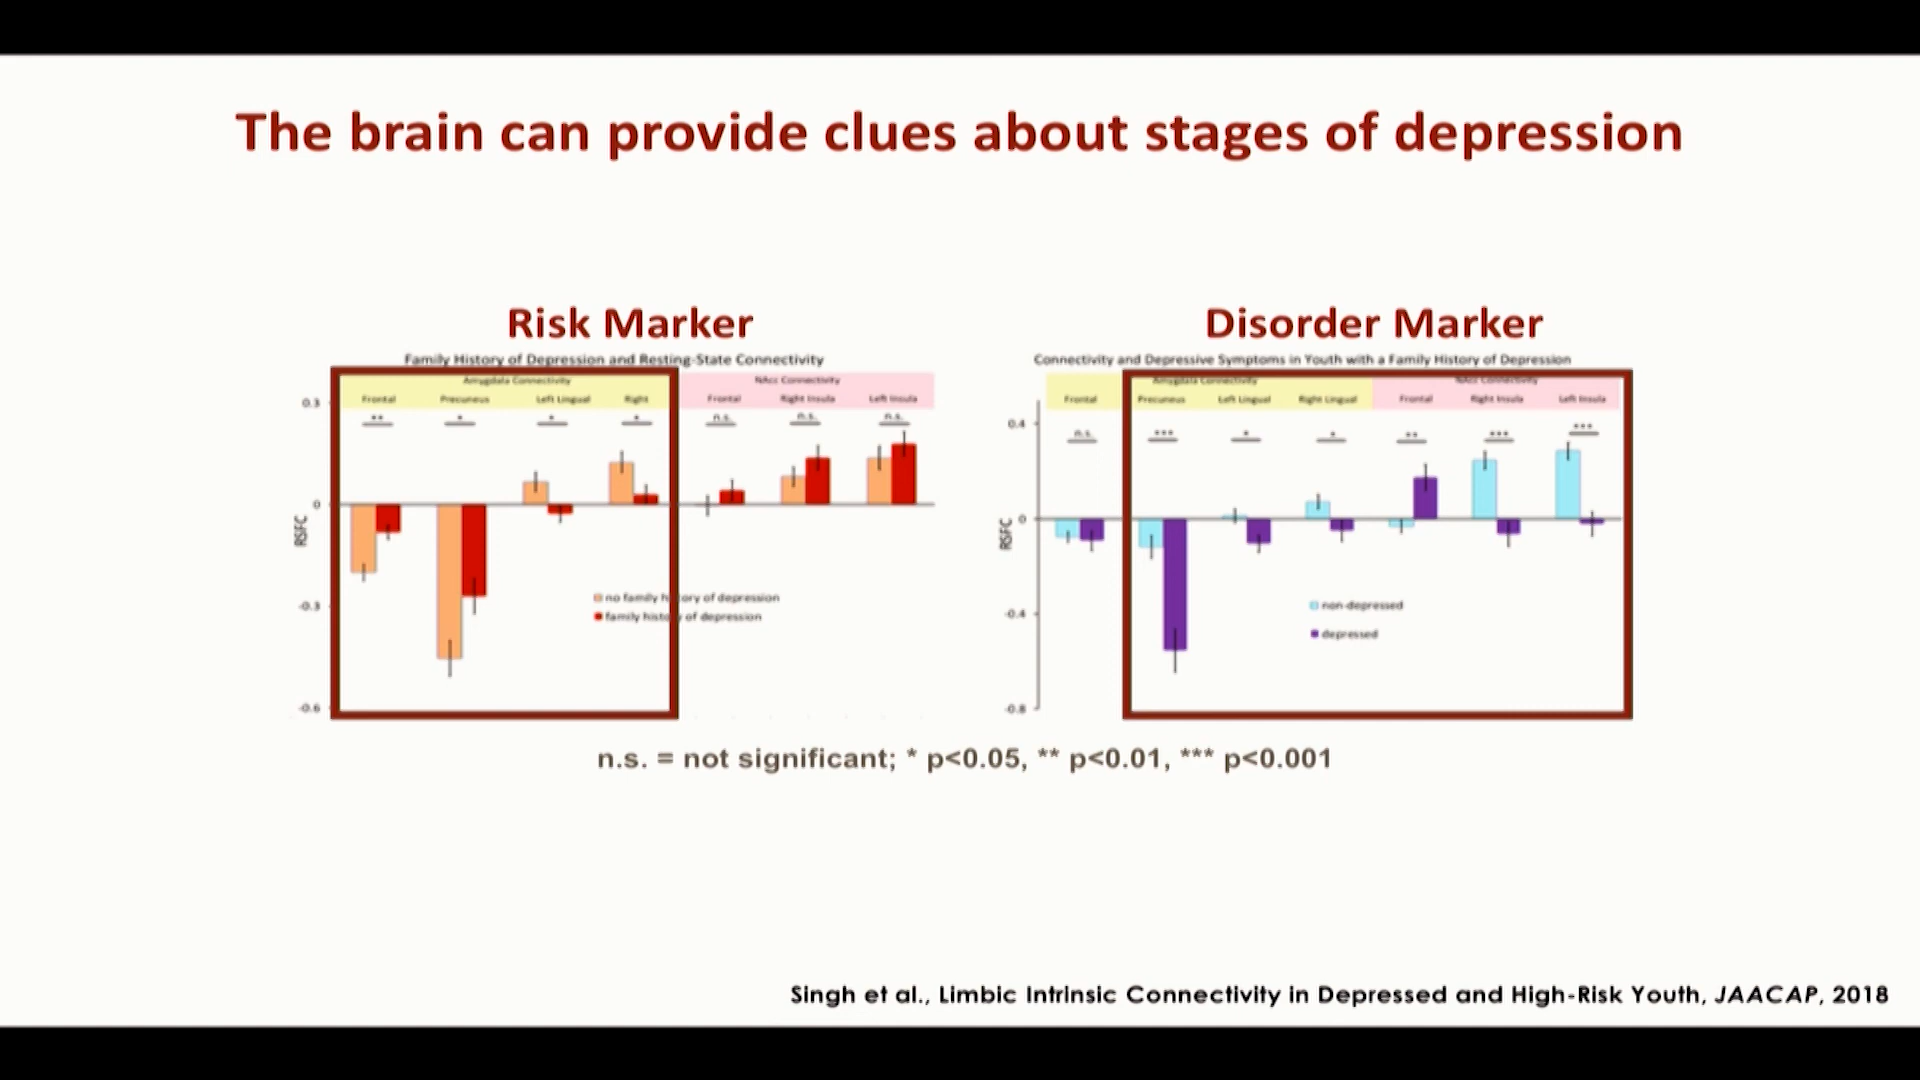 The brain can provide clues about stages of depression
Risk Marker
Family History of Depression and Resting-State Connectivity
Amygdala Connectivity
NAcc Connectivity
Frontal
Precuneus
Left Lingual
Right
Frontal
Right Insula
Left Insula
**
*
*
*
n.s.
n.s.
n.s.
0.3
0
-0.3
-0.6
RSFC
no family history of depression
family history of depression
Disorder Marker
Connectivity and Depressive Symptoms in Youth with a Family History of Depression
Amygdala Connectivity
NAcc Connectivity
Frontal
Precuneus
Left Lingual
Right Lingual
Frontal
Right Insula
Left Insula
n.s.
***
*
*
**
***
***
0.4
0
-0.4
-0.8
RSFC
non-depressed
depressed
n.s. = not significant; * p<0.05, ** p<0.01, *** p<0.001
Singh et al., Limbic Intrinsic Connectivity in Depressed and High-Risk Youth, JAACAP, 2018